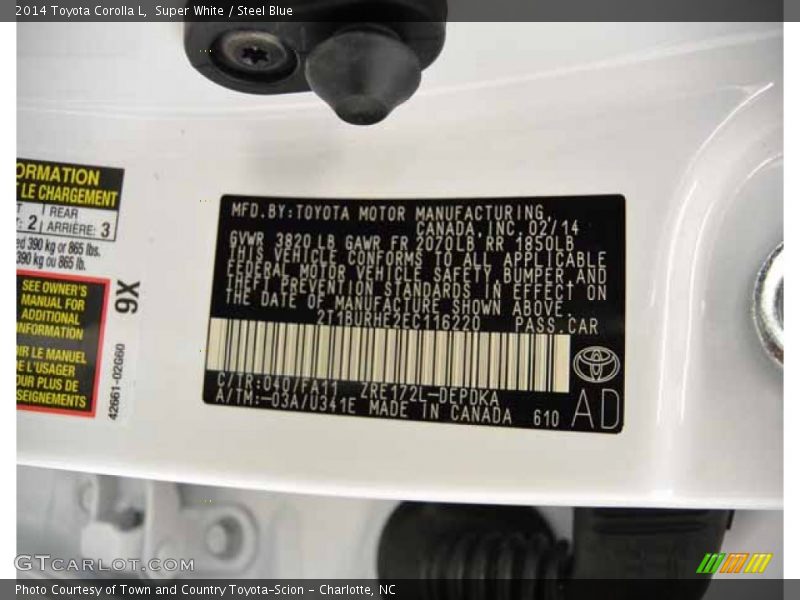 2014 Toyota Corolla L, Super White / Steel Blue
ORMATION
LE CHARGEMENT
: 2 | REAR
ARRIÈRE: 3
ed 390 kg or 865 lbs.
390 kg ou 865 lb.
SEE OWNER'S
MANUAL FOR
ADDITIONAL
INFORMATION
IR LE MANUEL
E L'USAGER
OUR PLUS DE
SEIGNEMENTS
9X
42661-02G60
MFD.BY:TOYOTA MOTOR MANUFACTURING,
CANADA,INC. 02/14
GVWR 3820 LB GAWR FR 2070LB RR 1850LB
THIS VEHICLE CONFORMS TO ALL APPLICABLE
FEDERAL MOTOR VEHICLE SAFETY,BUMPER,AND
THEFT PREVENTION STANDARDS IN EFFECT ON
THE DATE OF MANUFACTURE SHOWN ABOVE.
2T1BURHE2EC116220 PASS.CAR
C/TR:040/FA11 ZRE172L-DEPDKA
A/TM:-03A/U341E MADE IN CANADA 610
AD
GTCarLot.com
Photo Courtesy of Town and Country Toyota-Scion - Charlotte, NC